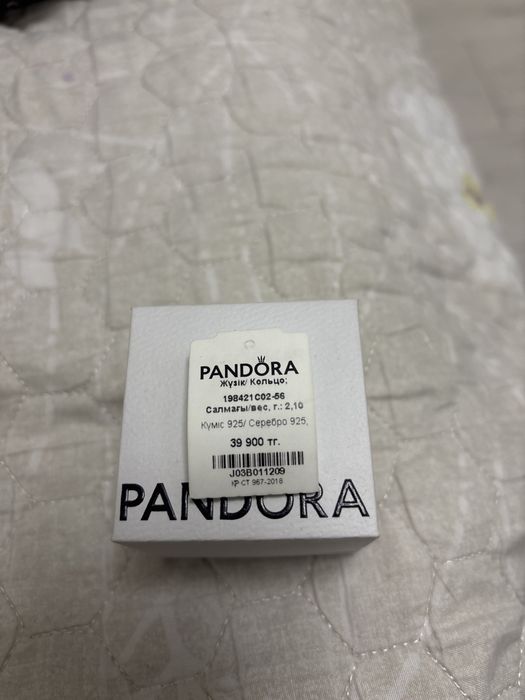 PANDORA
Жүзік/ Кольцо;
198421C02-56
Салмағы/вес, г.: 2,10
Күміс 925/ Серебро 925,
39 900 тг.
J03B011209
ҚР СТ 967-2018
PANDORA